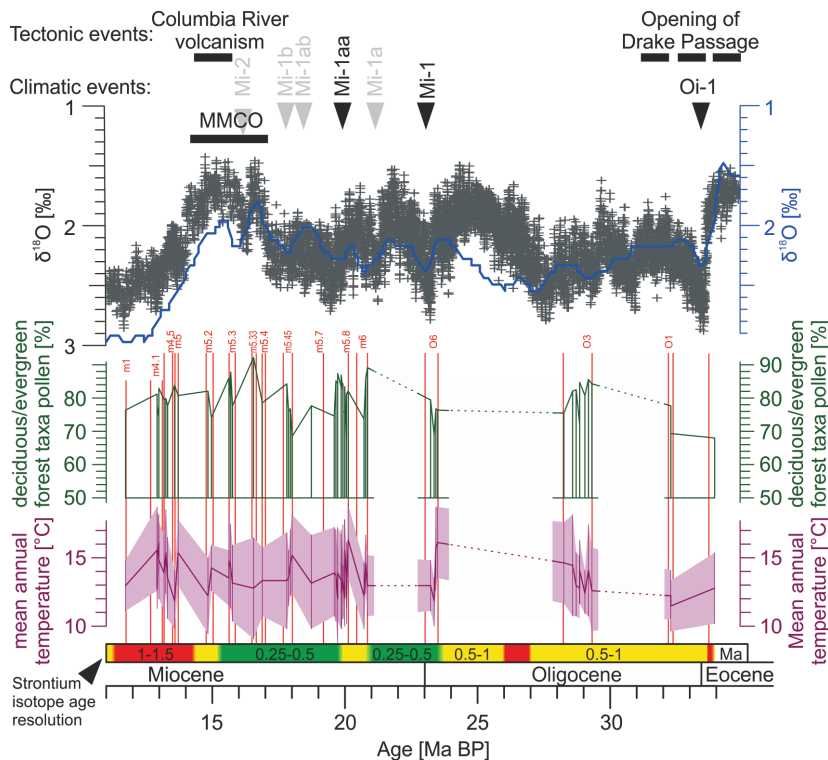 Tectonic events:
Columbia River
volcanism
Opening of
Drake Passage
Climatic events:
Mi-2
Mi-1b
Mi-1ab
Mi-1aa
Mi-1a
Mi-1
Oi-1
MMCO
1
2
3
δ¹⁸O [‰]
1
2
δ¹⁸O [‰]
m1
m4.1
m4.5
m5
m5.2
m5.3
m5.33
m5.4
m5.45
m5.7
m5.8
m6
O6
O3
O1
deciduous/evergreen
forest taxa pollen [%]
90
80
70
60
50
90
80
70
60
50
deciduous/evergreen
forest taxa pollen [%]
mean annual
temperature [°C]
15
10
15
10
Mean annual
temperature [°C]
1-1.5
0.25-0.5
0.25-0.5
0.5-1
0.5-1
Ma
Strontium
isotope age
resolution
Miocene
Oligocene
Eocene
15
20
25
30
Age [Ma BP]